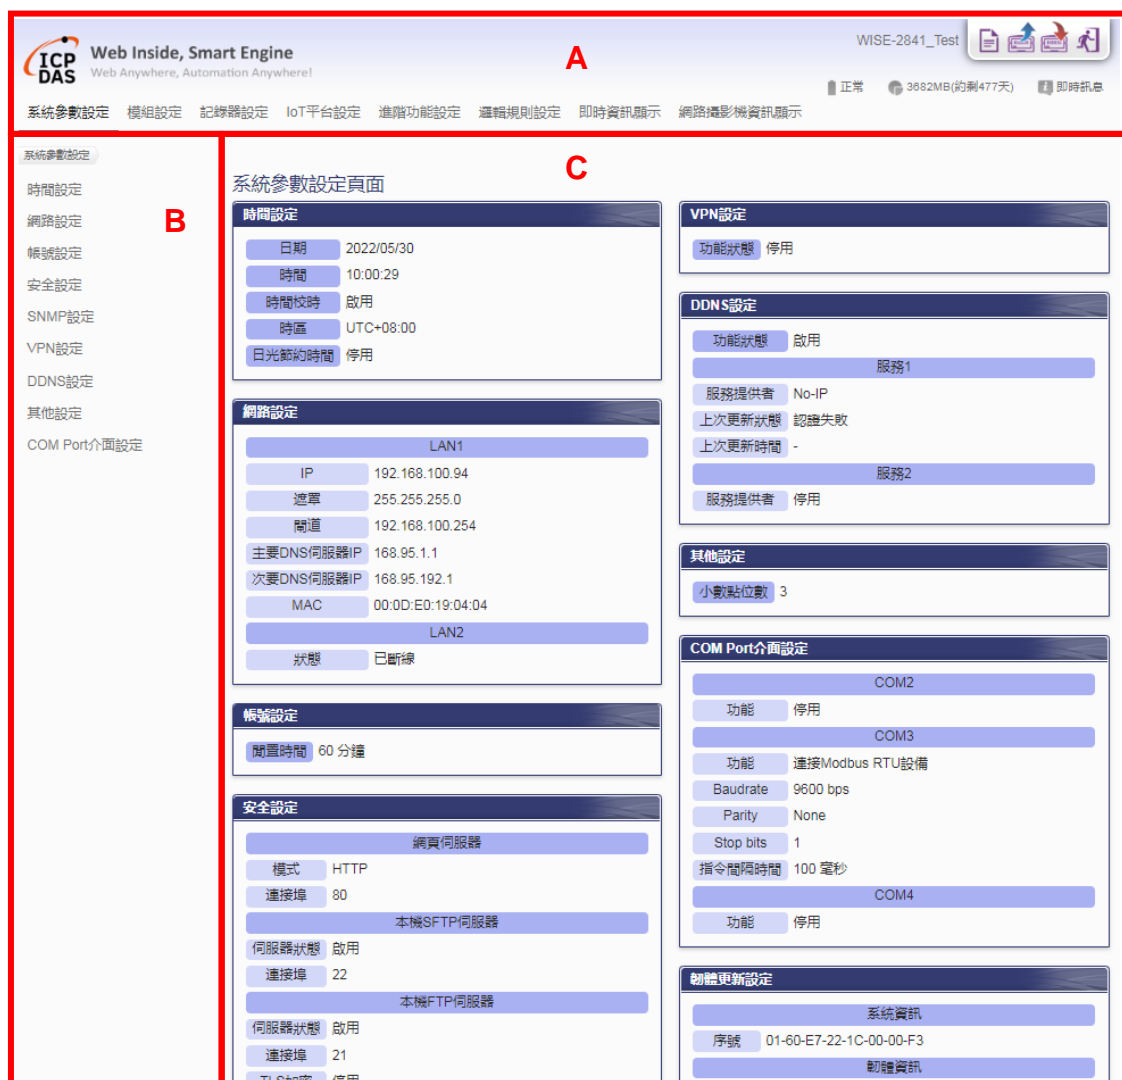 ICP
DAS
Web Inside, Smart Engine
Web Anywhere, Automation Anywhere!
A
WISE-2841_Test
正常
3682MB(約剩477天)
即時訊息
系統參數設定 模組設定 記錄器設定 IoT平台設定 進階功能設定 邏輯規則設定 即時資訊顯示 網路攝影機資訊顯示
系統參數設定
時間設定
網路設定
帳號設定
安全設定
SNMP設定
VPN設定
DDNS設定
其他設定
COM Port介面設定
B
C
系統參數設定頁面
時間設定
日期 2022/05/30
時間 10:00:29
時間校時 啟用
時區 UTC+08:00
日光節約時間 停用
網路設定
LAN1
IP 192.168.100.94
遮罩 255.255.255.0
閘道 192.168.100.254
主要DNS伺服器IP 168.95.1.1
次要DNS伺服器IP 168.95.192.1
MAC 00:0D:E0:19:04:04
LAN2
狀態 已斷線
帳號設定
閒置時間 60 分鐘
安全設定
網頁伺服器
模式 HTTP
連接埠 80
本機SFTP伺服器
伺服器狀態 啟用
連接埠 22
本機FTP伺服器
伺服器狀態 啟用
連接埠 21
TLS加密 停用
VPN設定
功能狀態 停用
DDNS設定
功能狀態 啟用
服務1
服務提供者 No-IP
上次更新狀態 認證失敗
上次更新時間 -
服務2
服務提供者 停用
其他設定
小數點位數 3
COM Port介面設定
COM2
功能 停用
COM3
功能 連接Modbus RTU設備
Baudrate 9600 bps
Parity None
Stop bits 1
指令間隔時間 100 毫秒
COM4
功能 停用
韌體更新設定
系統資訊
序號 01-60-E7-22-1C-00-00-F3
韌體資訊